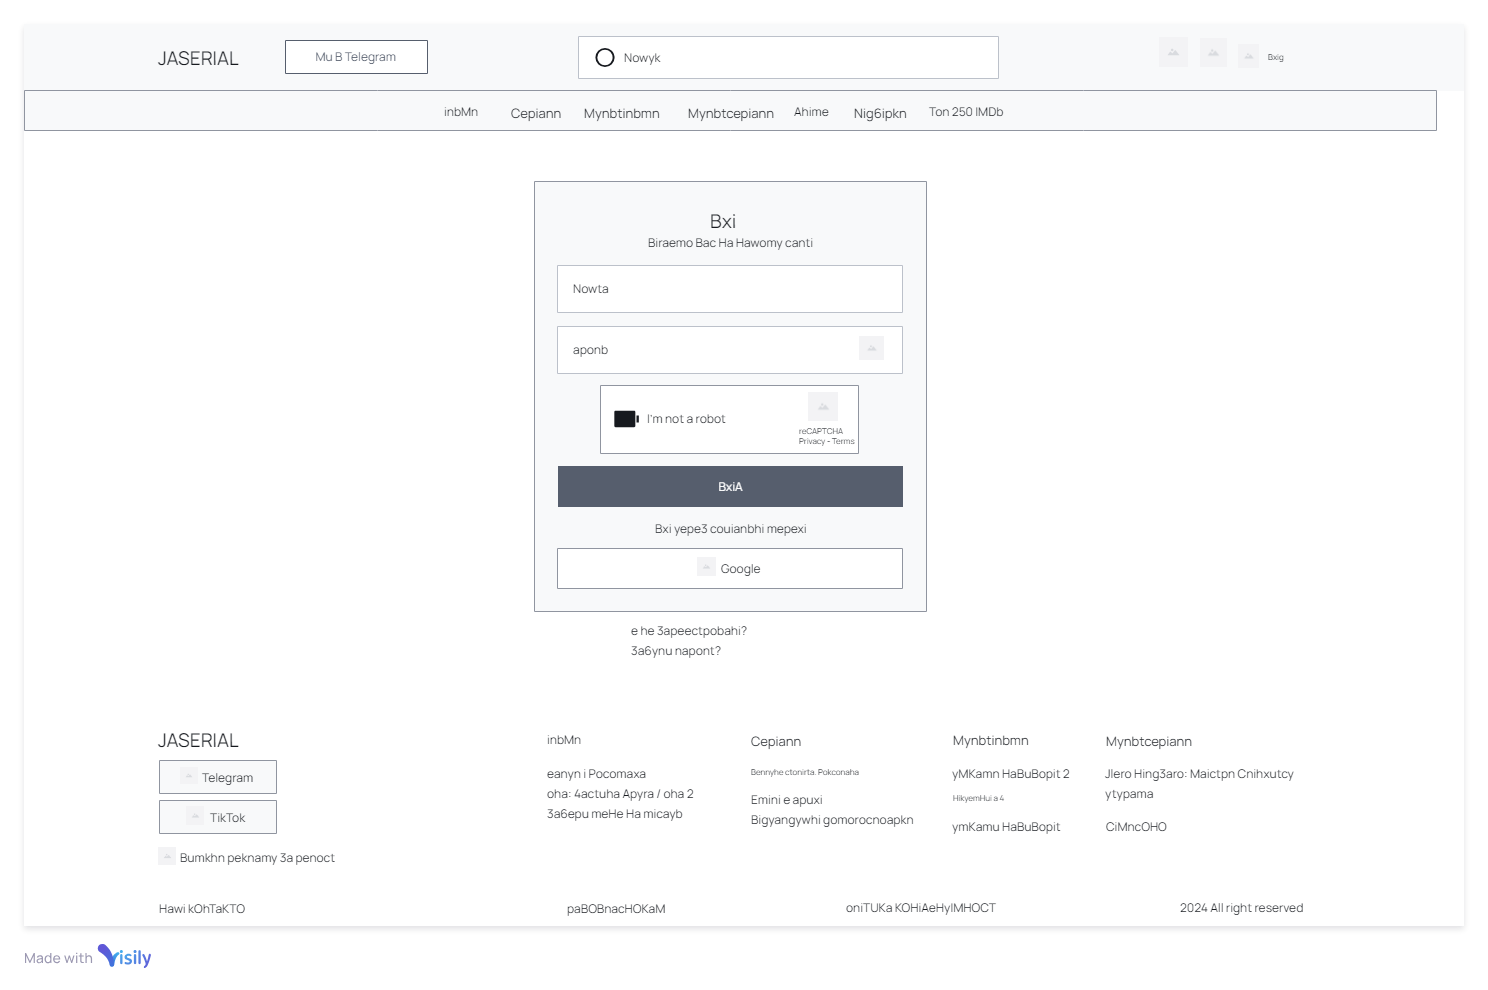 JASERIAL
Mu B Telegram
Nowyk
Bxig
inbMn
Cepiann
Mynbtinbmn
Mynbtcepiann
Ahime
Nig6ipkn
Ton 250 IMDb
Bxi
Biraemo Bac Ha Hawomy canti
Nowta
aponb
I'm not a robot
reCAPTCHA
Privacy - Terms
BxiA
Bxi yepe3 couianbhi mepexi
Google
e he 3apeectpobahi?
3a6ynu napont?
JASERIAL
Telegram
TikTok
Bumkhn peknamy 3a penoct
inbMn
eanyn i Pocomaxa
oha: 4actuha Apyra / oha 2
3a6epu meHe Ha micayb
Cepiann
Bennyhe ctonirta. Pokconaha
Emini e apuxi
Bigyangywhi gomorocnoapkn
Mynbtinbmn
yMKamn HaBuBopit 2
HikyemHui a 4
ymKamu HaBuBopit
Mynbtcepiann
Jlero Hing3aro: Maictpn Cnihxutcy
ytypama
CiMncOHO
Hawi kOhTaKTO
paBOBnacHOKaM
oniTUKa KOHiAeHyIMHOCT
2024 All right reserved
Made with Visily